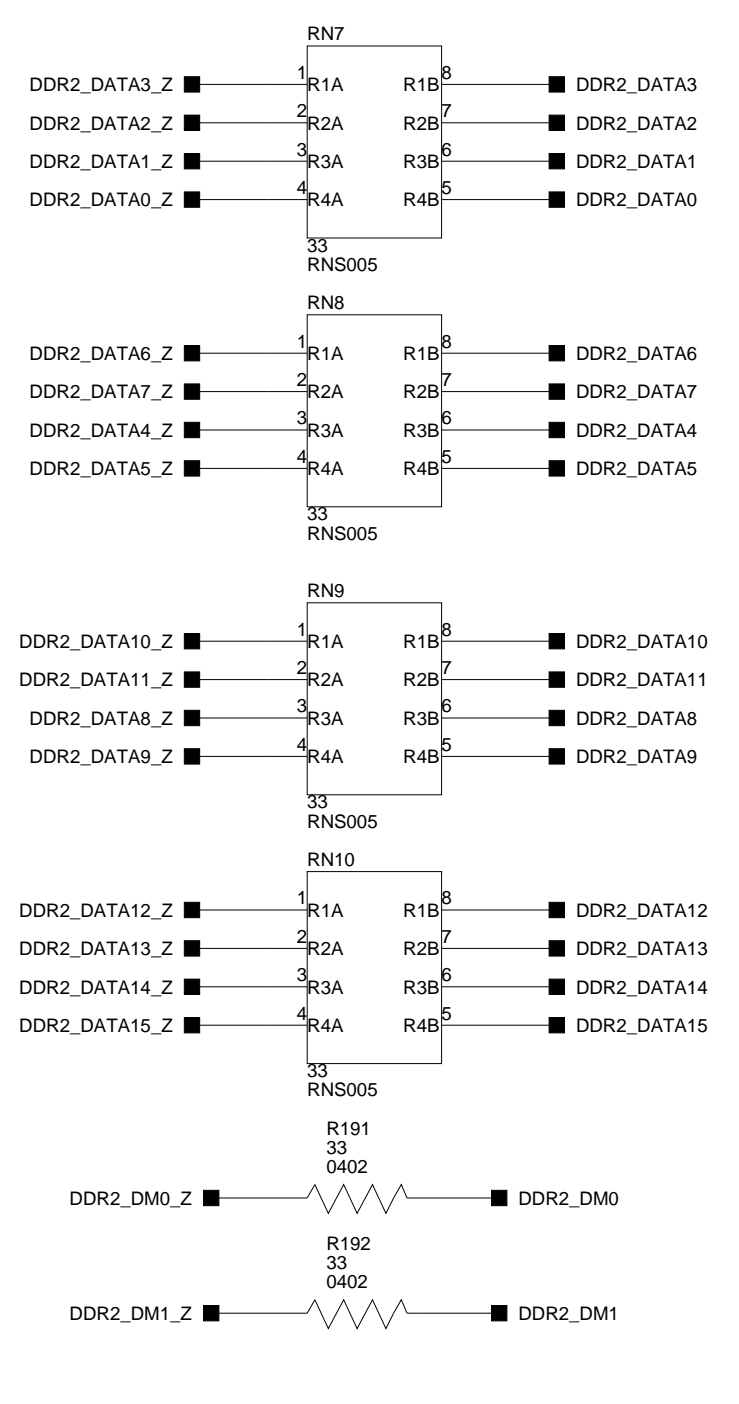 RN7
DDR2_DATA3_Z 1 R1A R1B 8 DDR2_DATA3
DDR2_DATA2_Z 2 R2A R2B 7 DDR2_DATA2
DDR2_DATA1_Z 3 R3A R3B 6 DDR2_DATA1
DDR2_DATA0_Z 4 R4A R4B 5 DDR2_DATA0
33
RNS005
RN8
DDR2_DATA6_Z 1 R1A R1B 8 DDR2_DATA6
DDR2_DATA7_Z 2 R2A R2B 7 DDR2_DATA7
DDR2_DATA4_Z 3 R3A R3B 6 DDR2_DATA4
DDR2_DATA5_Z 4 R4A R4B 5 DDR2_DATA5
33
RNS005
RN9
DDR2_DATA10_Z 1 R1A R1B 8 DDR2_DATA10
DDR2_DATA11_Z 2 R2A R2B 7 DDR2_DATA11
DDR2_DATA8_Z 3 R3A R3B 6 DDR2_DATA8
DDR2_DATA9_Z 4 R4A R4B 5 DDR2_DATA9
33
RNS005
RN10
DDR2_DATA12_Z 1 R1A R1B 8 DDR2_DATA12
DDR2_DATA13_Z 2 R2A R2B 7 DDR2_DATA13
DDR2_DATA14_Z 3 R3A R3B 6 DDR2_DATA14
DDR2_DATA15_Z 4 R4A R4B 5 DDR2_DATA15
33
RNS005
R191
33
0402
DDR2_DM0_Z DDR2_DM0
R192
33
0402
DDR2_DM1_Z DDR2_DM1